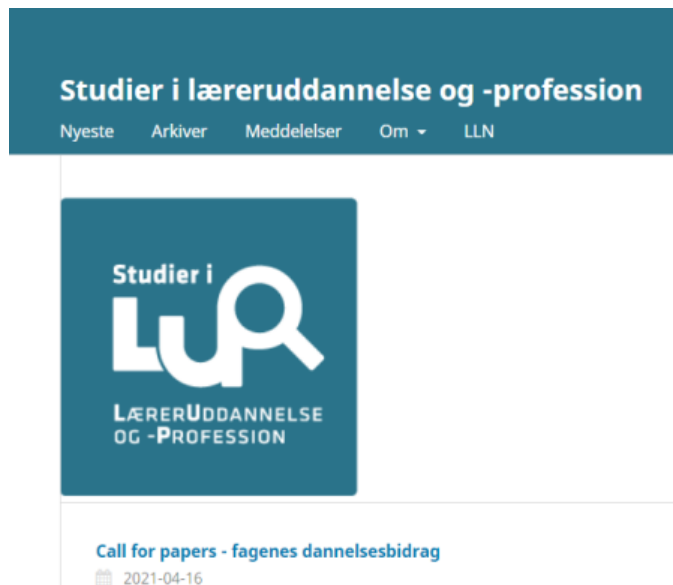 Studier i læreruddannelse og -profession
Nyeste Arkiver Meddelelser Om LLN
Studier i
LUP
LÆRERUDDANNELSE
OG -PROFESSION
Call for papers - fagenes dannelsesbidrag
2021-04-16